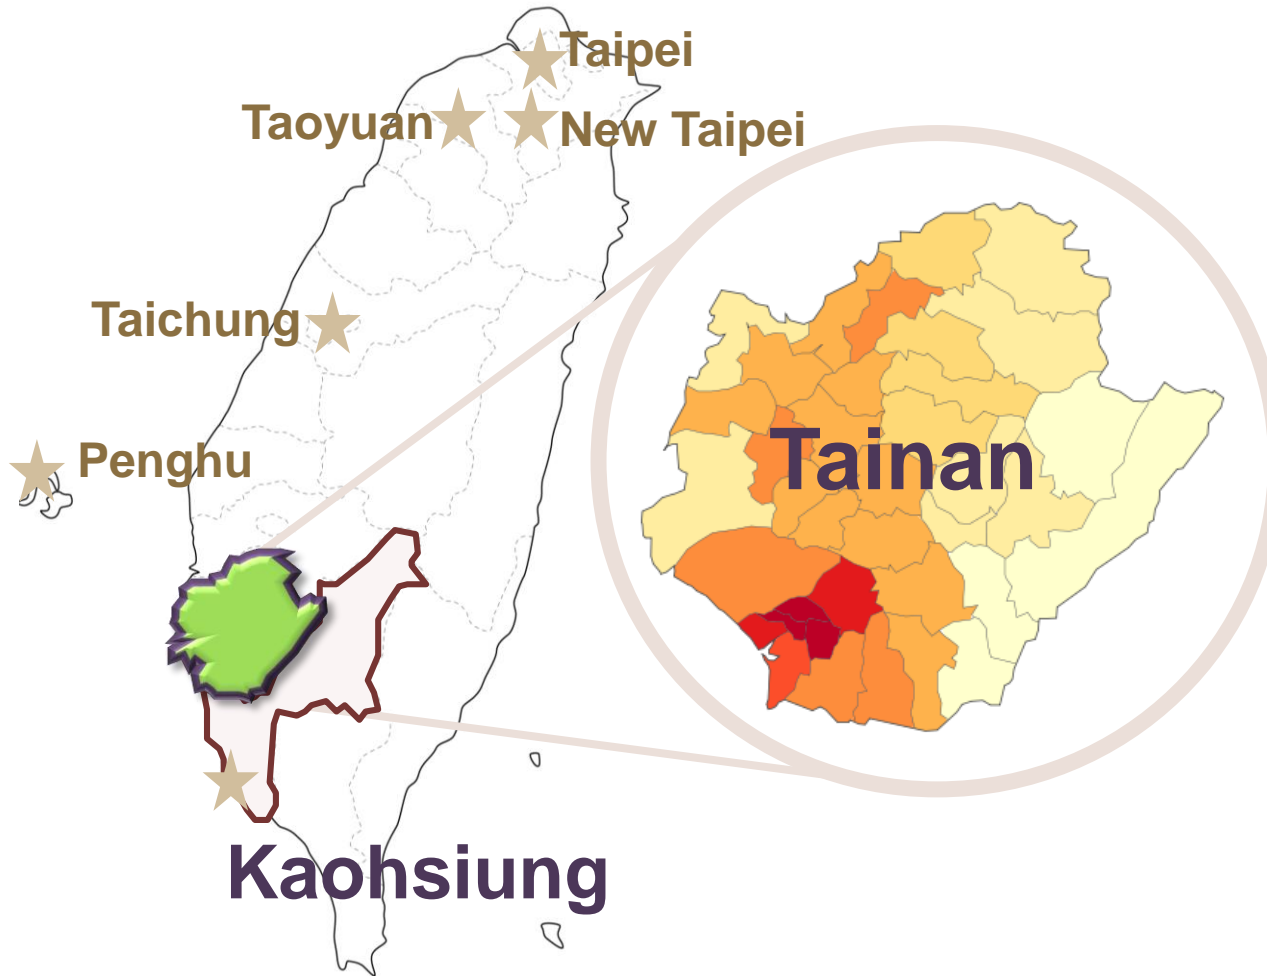 Taipei
Taoyuan
New Taipei
Taichung
Tainan
Penghu
Kaohsiung